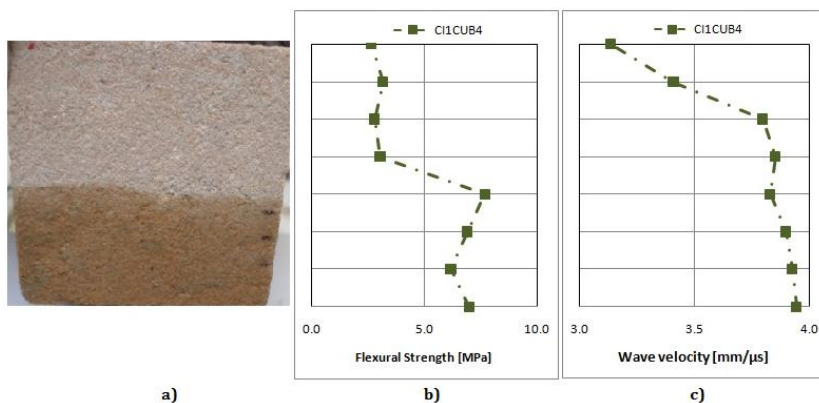 CI1CUB4
0.0 5.0 10.0
Flexural Strength [MPa]
CI1CUB4
3.0 3.5 4.0
Wave velocity [mm/μs]
a) b) c)